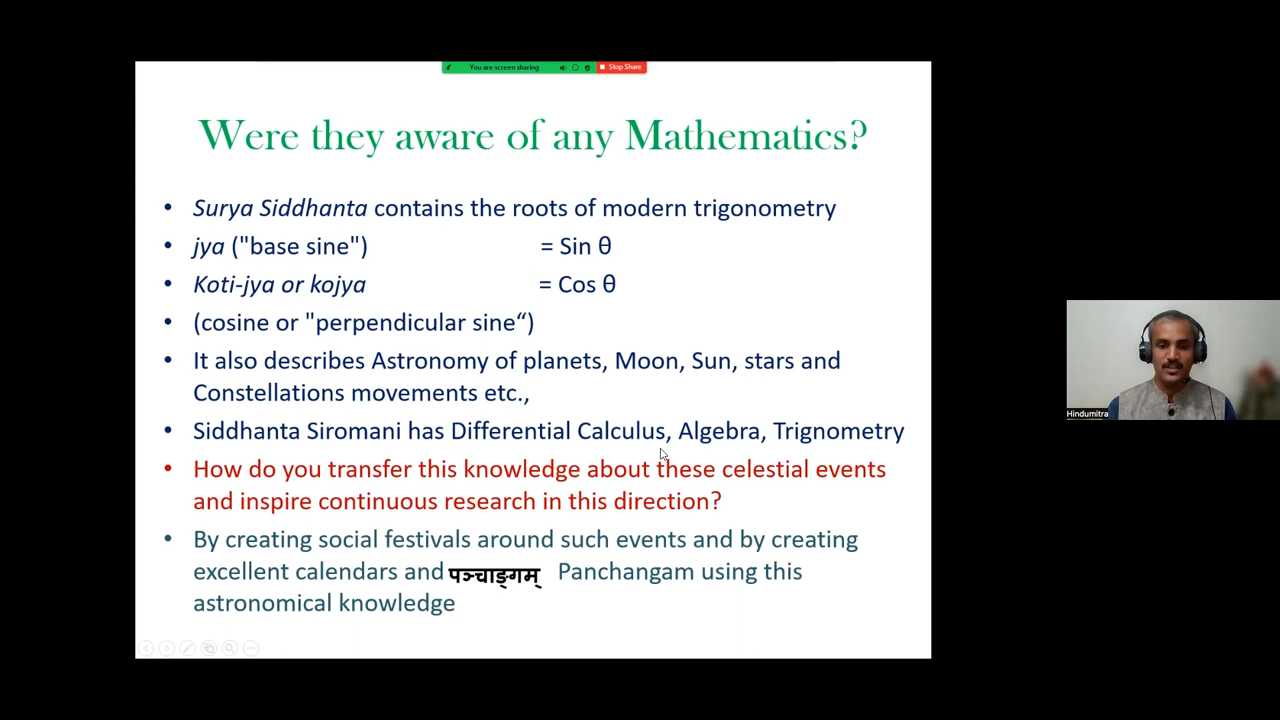 You are screen sharing Stop Share
Were they aware of any Mathematics?
• Surya Siddhanta contains the roots of modern trigonometry
• jya ("base sine") = Sin θ
• Koti-jya or kojya = Cos θ
• (cosine or "perpendicular sine“)
• It also describes Astronomy of planets, Moon, Sun, stars and
Constellations movements etc.,
• Siddhanta Siromani has Differential Calculus, Algebra, Trignometry
• How do you transfer this knowledge about these celestial events
and inspire continuous research in this direction?
• By creating social festivals around such events and by creating
excellent calendars and पञ्चाङ्गम् Panchangam using this
astronomical knowledge
Hindumitra